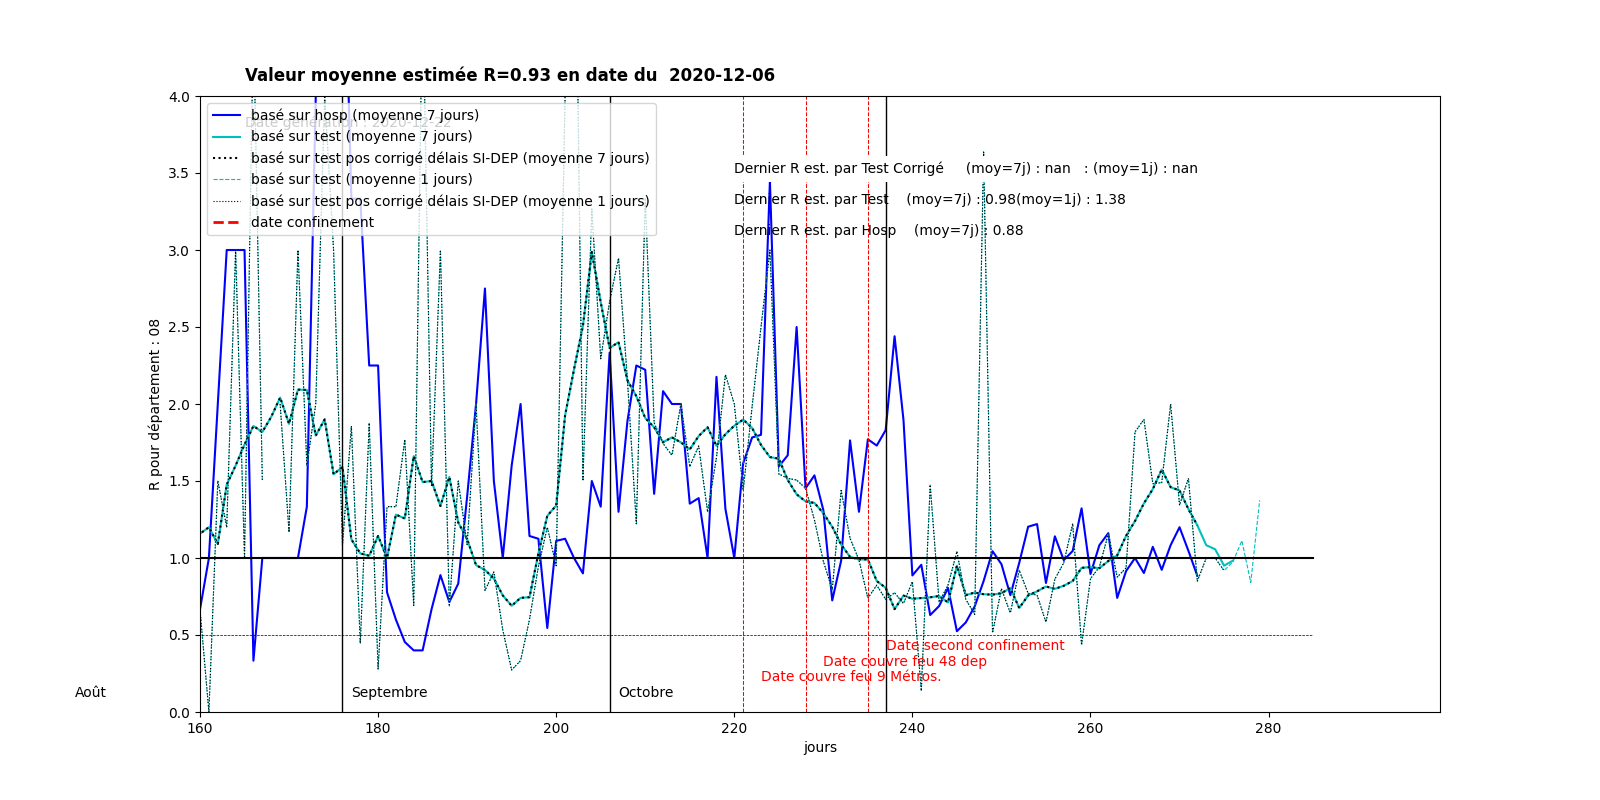 Valeur moyenne estimée R=0.93 en date du  2020-12-06
4.0
3.5
3.0
2.5
2.0
1.5
1.0
0.5
0.0
R pour département : 08
basé sur hosp (moyenne 7 jours)
Date génération : 2020-12-22
basé sur test (moyenne 7 jours)
basé sur test pos corrigé délais SI-DEP (moyenne 7 jours)
basé sur test (moyenne 1 jours)
basé sur test pos corrigé délais SI-DEP (moyenne 1 jours)
date confinement
Dernier R est. par Test Corrigé     (moy=7j) : nan   : (moy=1j) : nan
Dernier R est. par Test    (moy=7j) : 0.98(moy=1j) : 1.38
Dernier R est. par Hosp    (moy=7j) : 0.88
Date second confinement
Date couvre feu 48 dep
Date couvre feu 9 Métros.
Août
Septembre
Octobre
160 180 200 220 240 260 280
jours